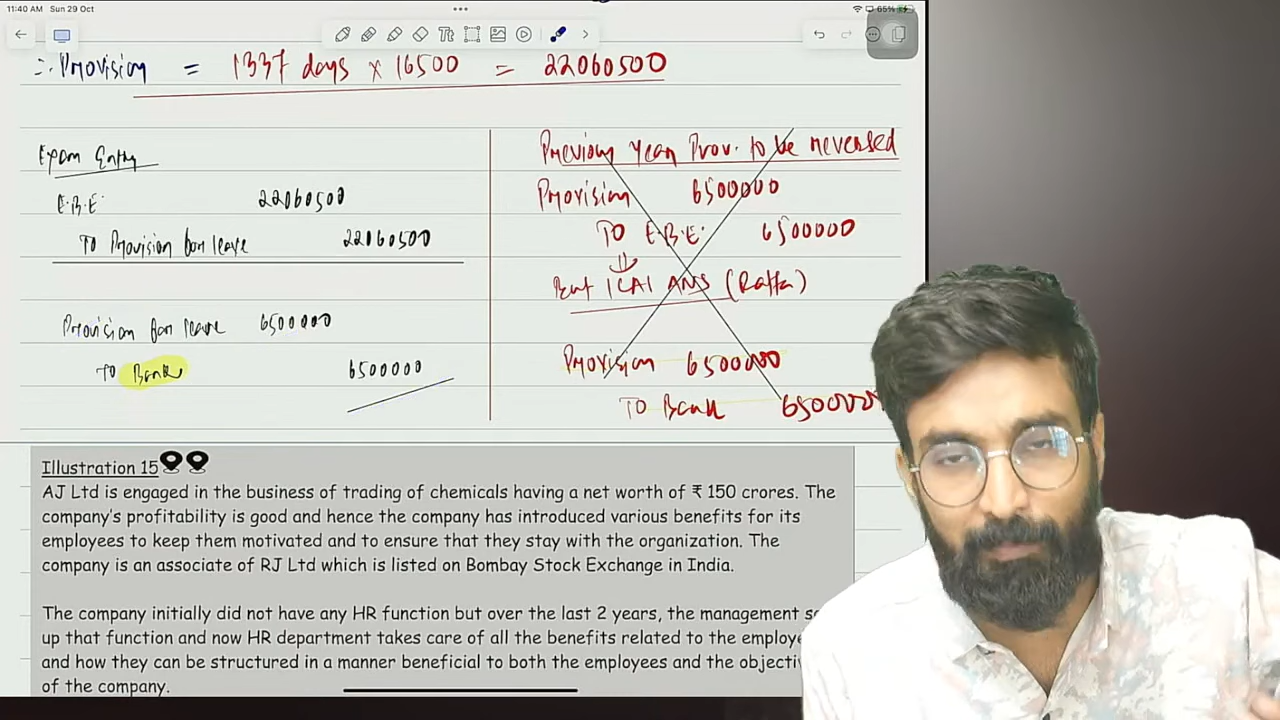 11:40 AM Sun 29 Oct
65%
∴ Provision = 1337 days × 16500 = 22060500
Exam Entry
E.B.E. 22060500
To Provision for leave 22060500
Provision for leave 6500000
To Bank 6500000
Previous year Prov. to be reversed
Provision 6500000
To E.B.E. 6500000
But ICAI ANS (Ratta)
Provision 6500000
To Bank 6500000
Illustration 15
AJ Ltd is engaged in the business of trading of chemicals having a net worth of ₹ 150 crores. The
company's profitability is good and hence the company has introduced various benefits for its
employees to keep them motivated and to ensure that they stay with the organization. The
company is an associate of RJ Ltd which is listed on Bombay Stock Exchange in India.
The company initially did not have any HR function but over the last 2 years, the management
up that function and now HR department takes care of all the benefits related to the
and how they can be structured in a manner beneficial to both the employees and the
of the company.